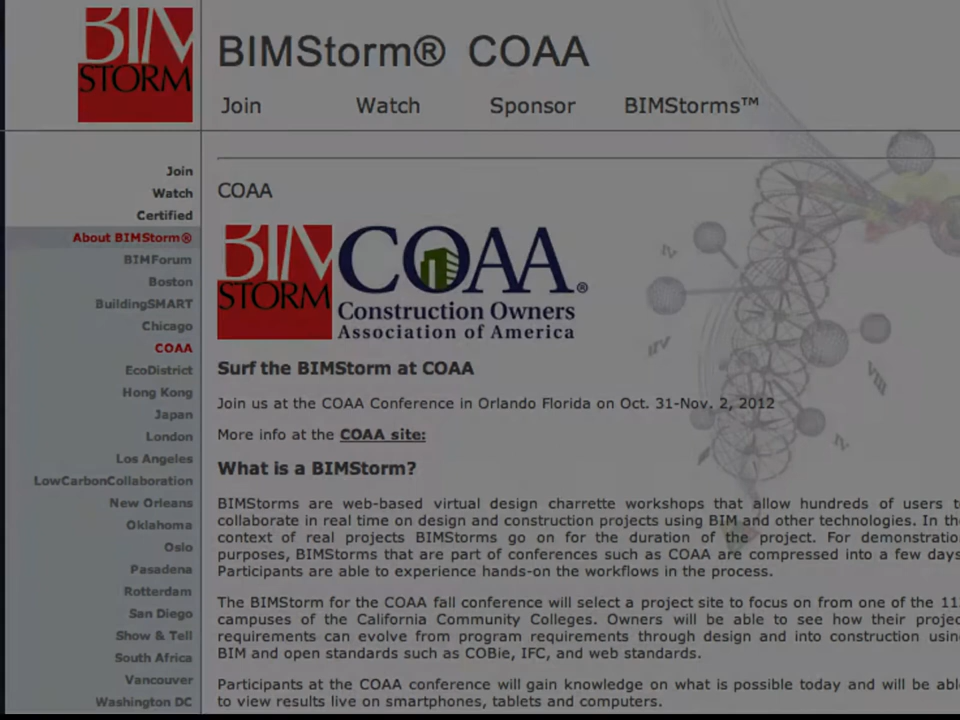 BIM
STORM
BIMStorm® COAA
Join Watch Sponsor BIMStorms™
Join
Watch
Certified
About BIMStorm®
BIMForum
Boston
BuildingSMART
Chicago
COAA
EcoDistrict
Hong Kong
Japan
London
Los Angeles
LowCarbonCollaboration
New Orleans
Oklahoma
Oslo
Pasadena
Rotterdam
San Diego
Show & Tell
South Africa
Vancouver
Washington DC
COAA
BIM
STORM
COAA®
Construction Owners
Association of America
Surf the BIMStorm at COAA
Join us at the COAA Conference in Orlando Florida on Oct. 31-Nov. 2, 2012
More info at the COAA site:
What is a BIMStorm?
BIMStorms are web-based virtual design charrette workshops that allow hundreds of users
collaborate in real time on design and construction projects using BIM and other technologies. In
context of real projects BIMStorms go on for the duration of the project. For
purposes, BIMStorms that are part of conferences such as COAA are compressed into a few days
Participants are able to experience hands-on the workflows in the process.
The BIMStorm for the COAA fall conference will select a project site to focus on from one of the
campuses of the California Community Colleges. Owners will be able to see how their
requirements can evolve from program requirements through design and into construction
BIM and open standards such as COBie, IFC, and web standards.
Participants at the COAA conference will gain knowledge on what is possible today and will be
to view results live on smartphones, tablets and computers.
IV
VIII
IV